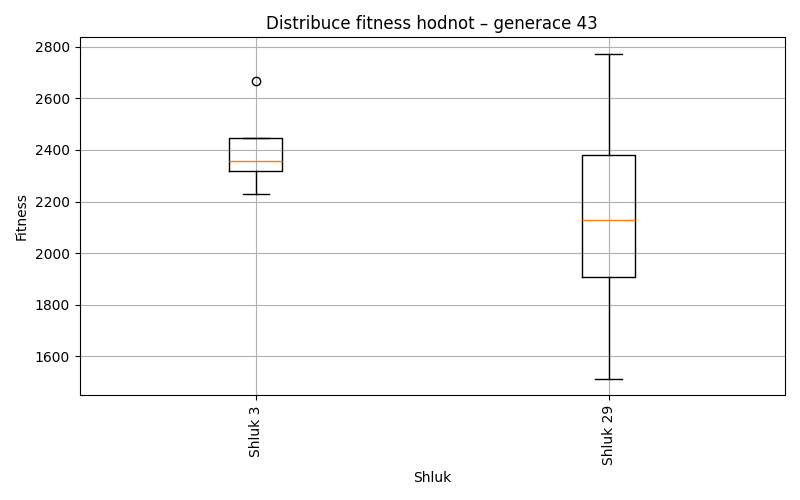 Distribuce fitness hodnot – generace 43
2800
2600
2400
2200
2000
1800
1600
Fitness
Shluk 3
Shluk 29
Shluk